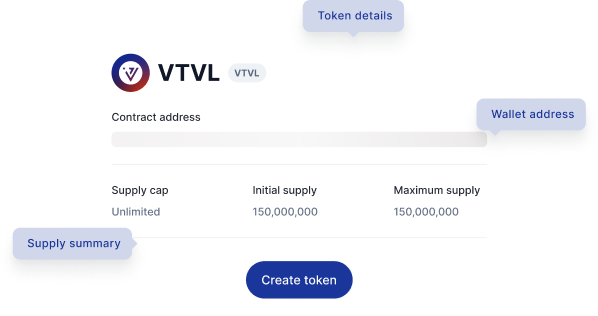 Token details
VTVL VTVL
Wallet address
Contract address
Supply cap Initial supply Maximum supply
Unlimited 150,000,000 150,000,000
Supply summary
Create token